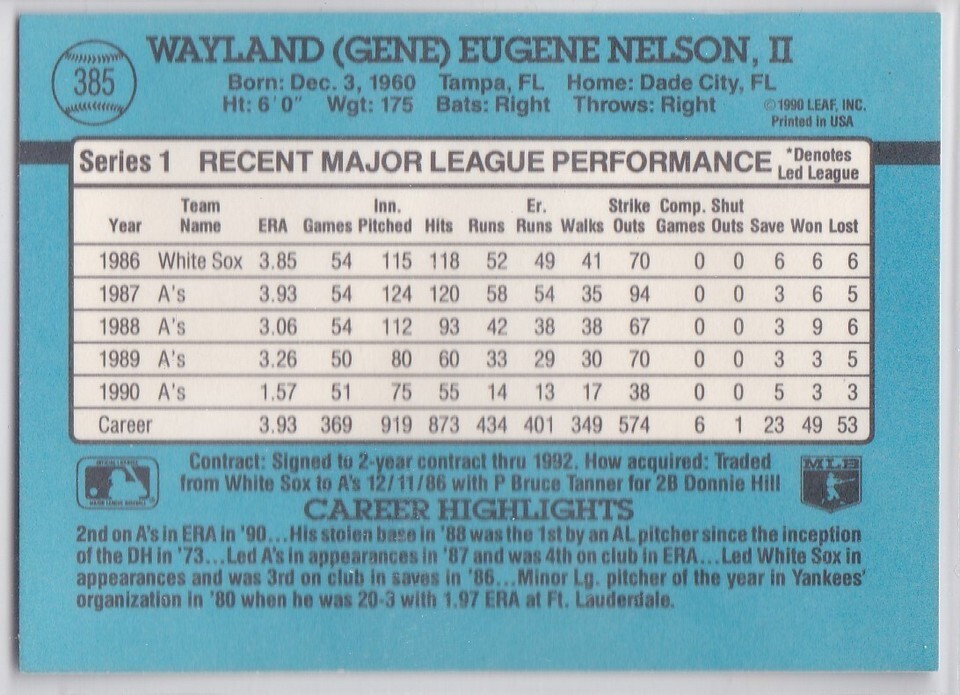 385
WAYLAND (GENE) EUGENE NELSON, II
Born: Dec. 3, 1960 Tampa, FL Home: Dade City, FL
Ht: 6'0" Wgt: 175 Bats: Right Throws: Right
©1990 LEAF, INC.
Printed in USA
Series 1 RECENT MAJOR LEAGUE PERFORMANCE *Denotes
Led League
Team Inn. Er. Strike Comp. Shut
Year Name ERA Games Pitched Hits Runs Runs Walks Outs Games Outs Save Won Lost
1986 White Sox 3.85 54 115 118 52 49 41 70 0 0 6 6 6
1987 A's 3.93 54 124 120 58 54 35 94 0 0 3 6 5
1988 A's 3.06 54 112 93 42 38 38 67 0 0 3 9 6
1989 A's 3.26 50 80 60 33 29 30 70 0 0 3 3 5
1990 A's 1.57 51 75 55 14 13 17 38 0 0 5 3 3
Career 3.93 369 919 873 434 401 349 574 6 1 23 49 53
Contract: Signed to 2-year contract thru 1992. How acquired: Traded
from White Sox to A's 12/11/86 with P Bruce Tanner for 2B Donnie Hill
MLB
MAJOR LEAGUE BASEBALL
CAREER HIGHLIGHTS
2nd on A's in ERA in '90...His stolen base in '88 was the 1st by an AL pitcher since the inception
of the DH in '73...Led A's in appearances in '87 and was 4th on club in ERA...Led White Sox in
appearances and was 3rd on club in saves in '86...Minor Lg. pitcher of the year in Yankees'
organization in '80 when he was 20-3 with 1.97 ERA at Ft. Lauderdale.